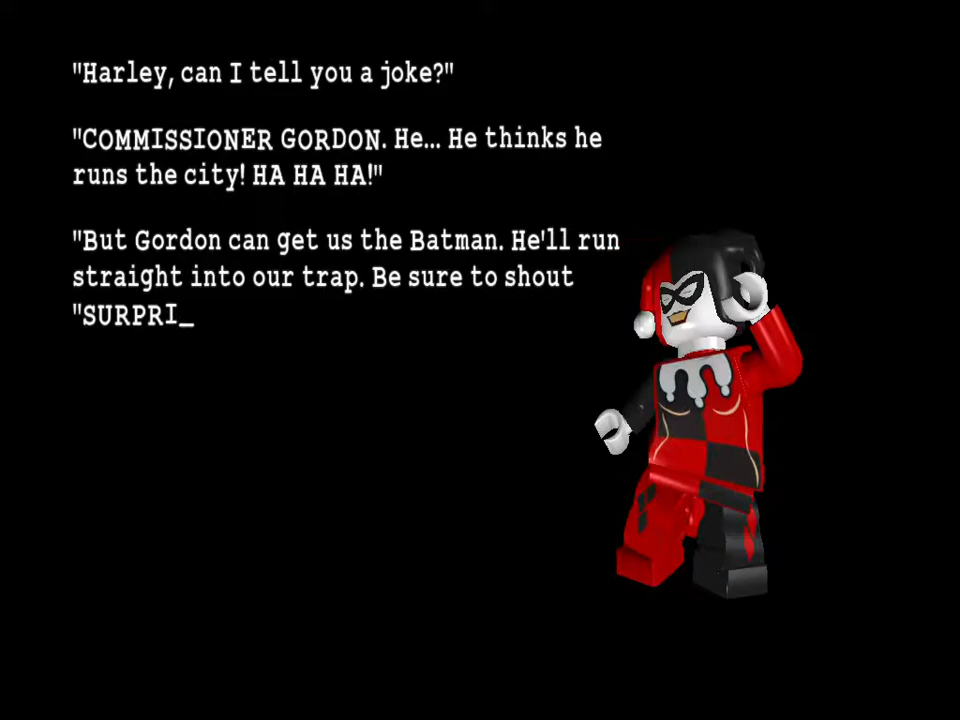 "Harley, can I tell you a joke?"
"COMMISSIONER GORDON. He... He thinks he
runs the city! HA HA HA!"
"But Gordon can get us the Batman. He'll run
straight into our trap. Be sure to shout
"SURPRI_